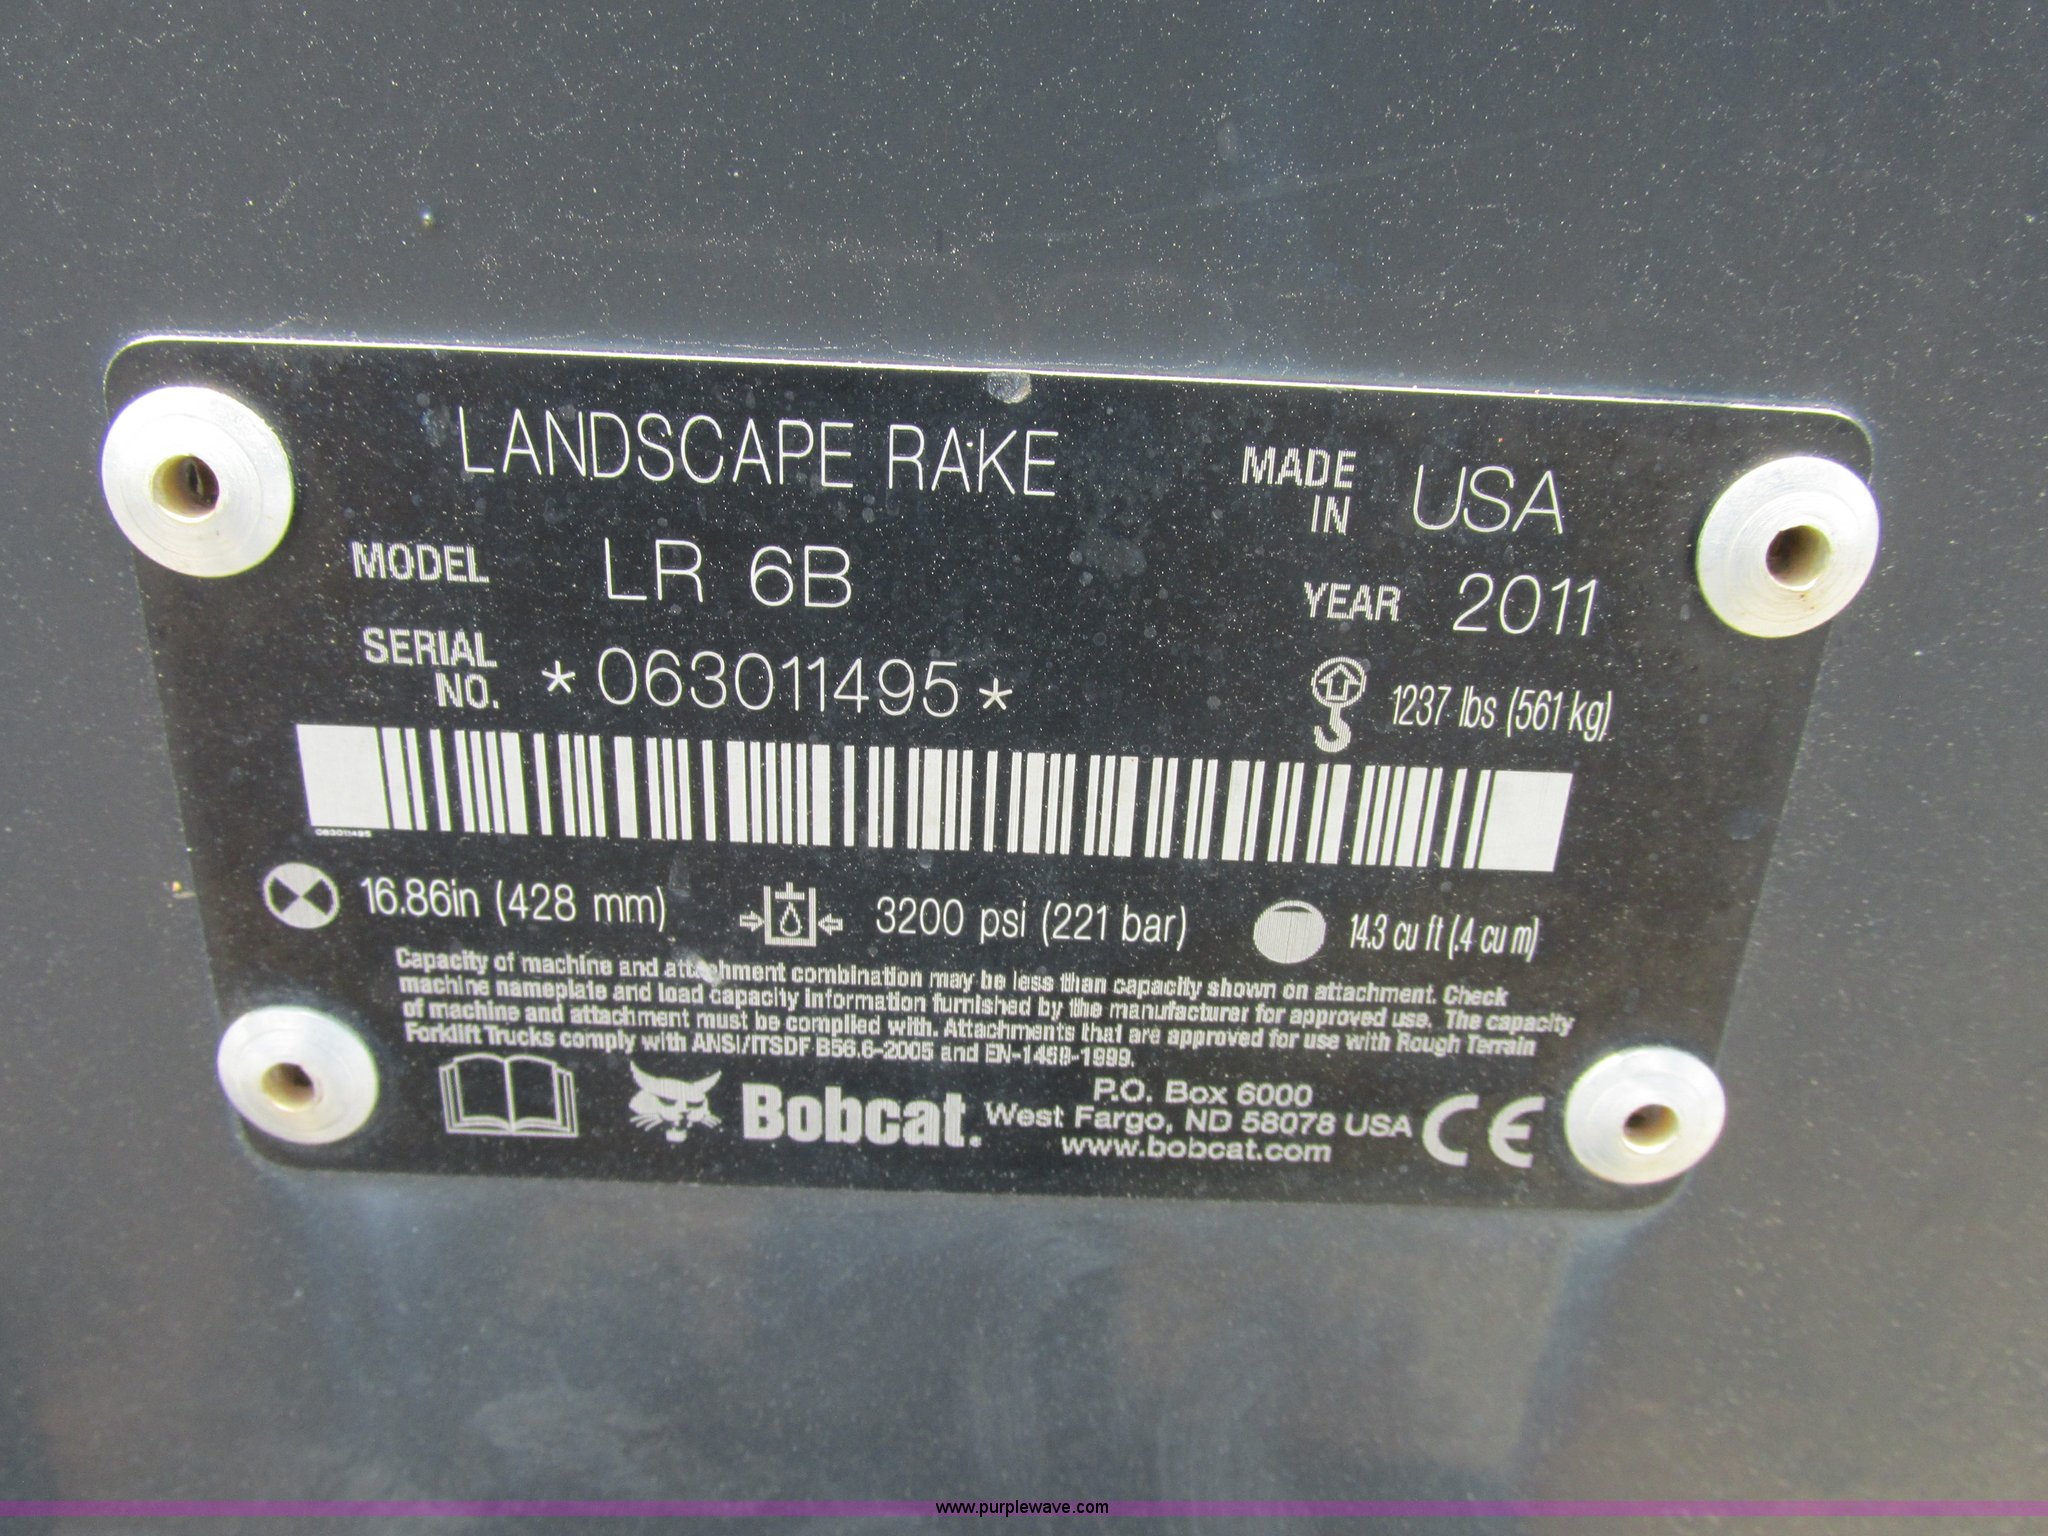 LANDSCAPE RAKE
MADE IN USA
MODEL LR 6B
YEAR 2011
SERIAL NO. *063011495*
1237 lbs (561 kg)
063011495
16.86in (428 mm)
3200 psi (221 bar)
14.3 cu ft (.4 cu m)
Capacity of machine and attachment combination may be less than capacity shown on attachment. Check
machine nameplate and load capacity information furnished by the manufacturer for approved use. The capacity
of machine and attachment must be complied with. Attachments that are approved for use with Rough Terrain
Forklift Trucks comply with ANSI/ITSDF B56.6-2005 and EN-1459-1999.
Bobcat.
P.O. Box 6000
West Fargo, ND 58078 USA
www.bobcat.com
CE
www.purplewave.com